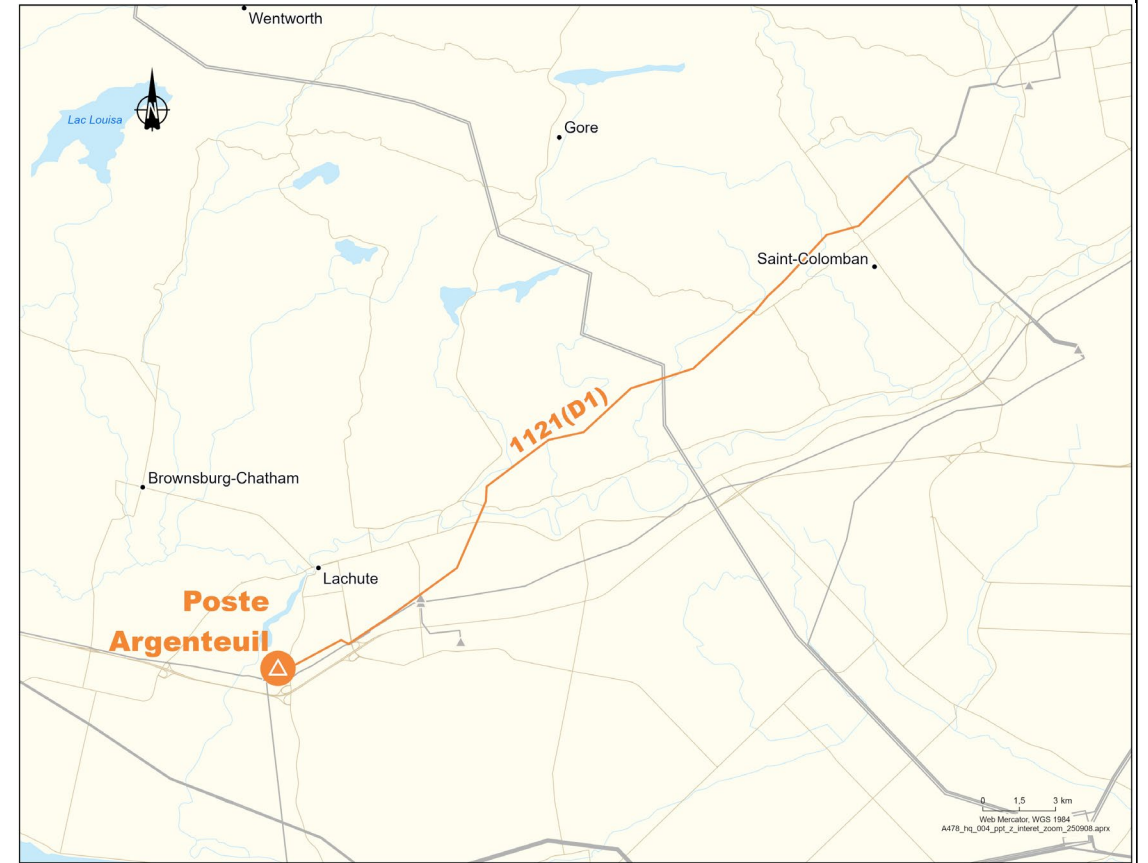 Wentworth
Lac Louisa
N
Gore
Saint-Colomban
1121(D1)
Brownsburg-Chatham
Lachute
Poste
Argenteuil
0 1,5 3 km
Web Mercator, WGS 1984
A478_hq_004_ppt_z_interet_zoom_250908.aprx